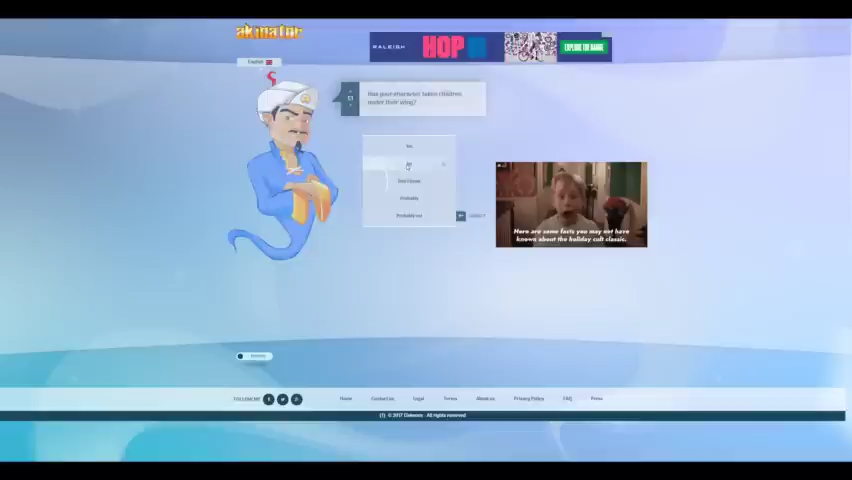 akinator
RALEIGH HOP EXPLORE THE RANGE
English
Has your character taken children
under their wing?
Yes
Don't know
Probably
Probably not
Here are some facts you may not have
known about the holiday cult classic.
FOLLOW ME
Home Contact us Legal Terms About us Privacy Policy FAQ Press
© 2017 Elokence - All rights reserved